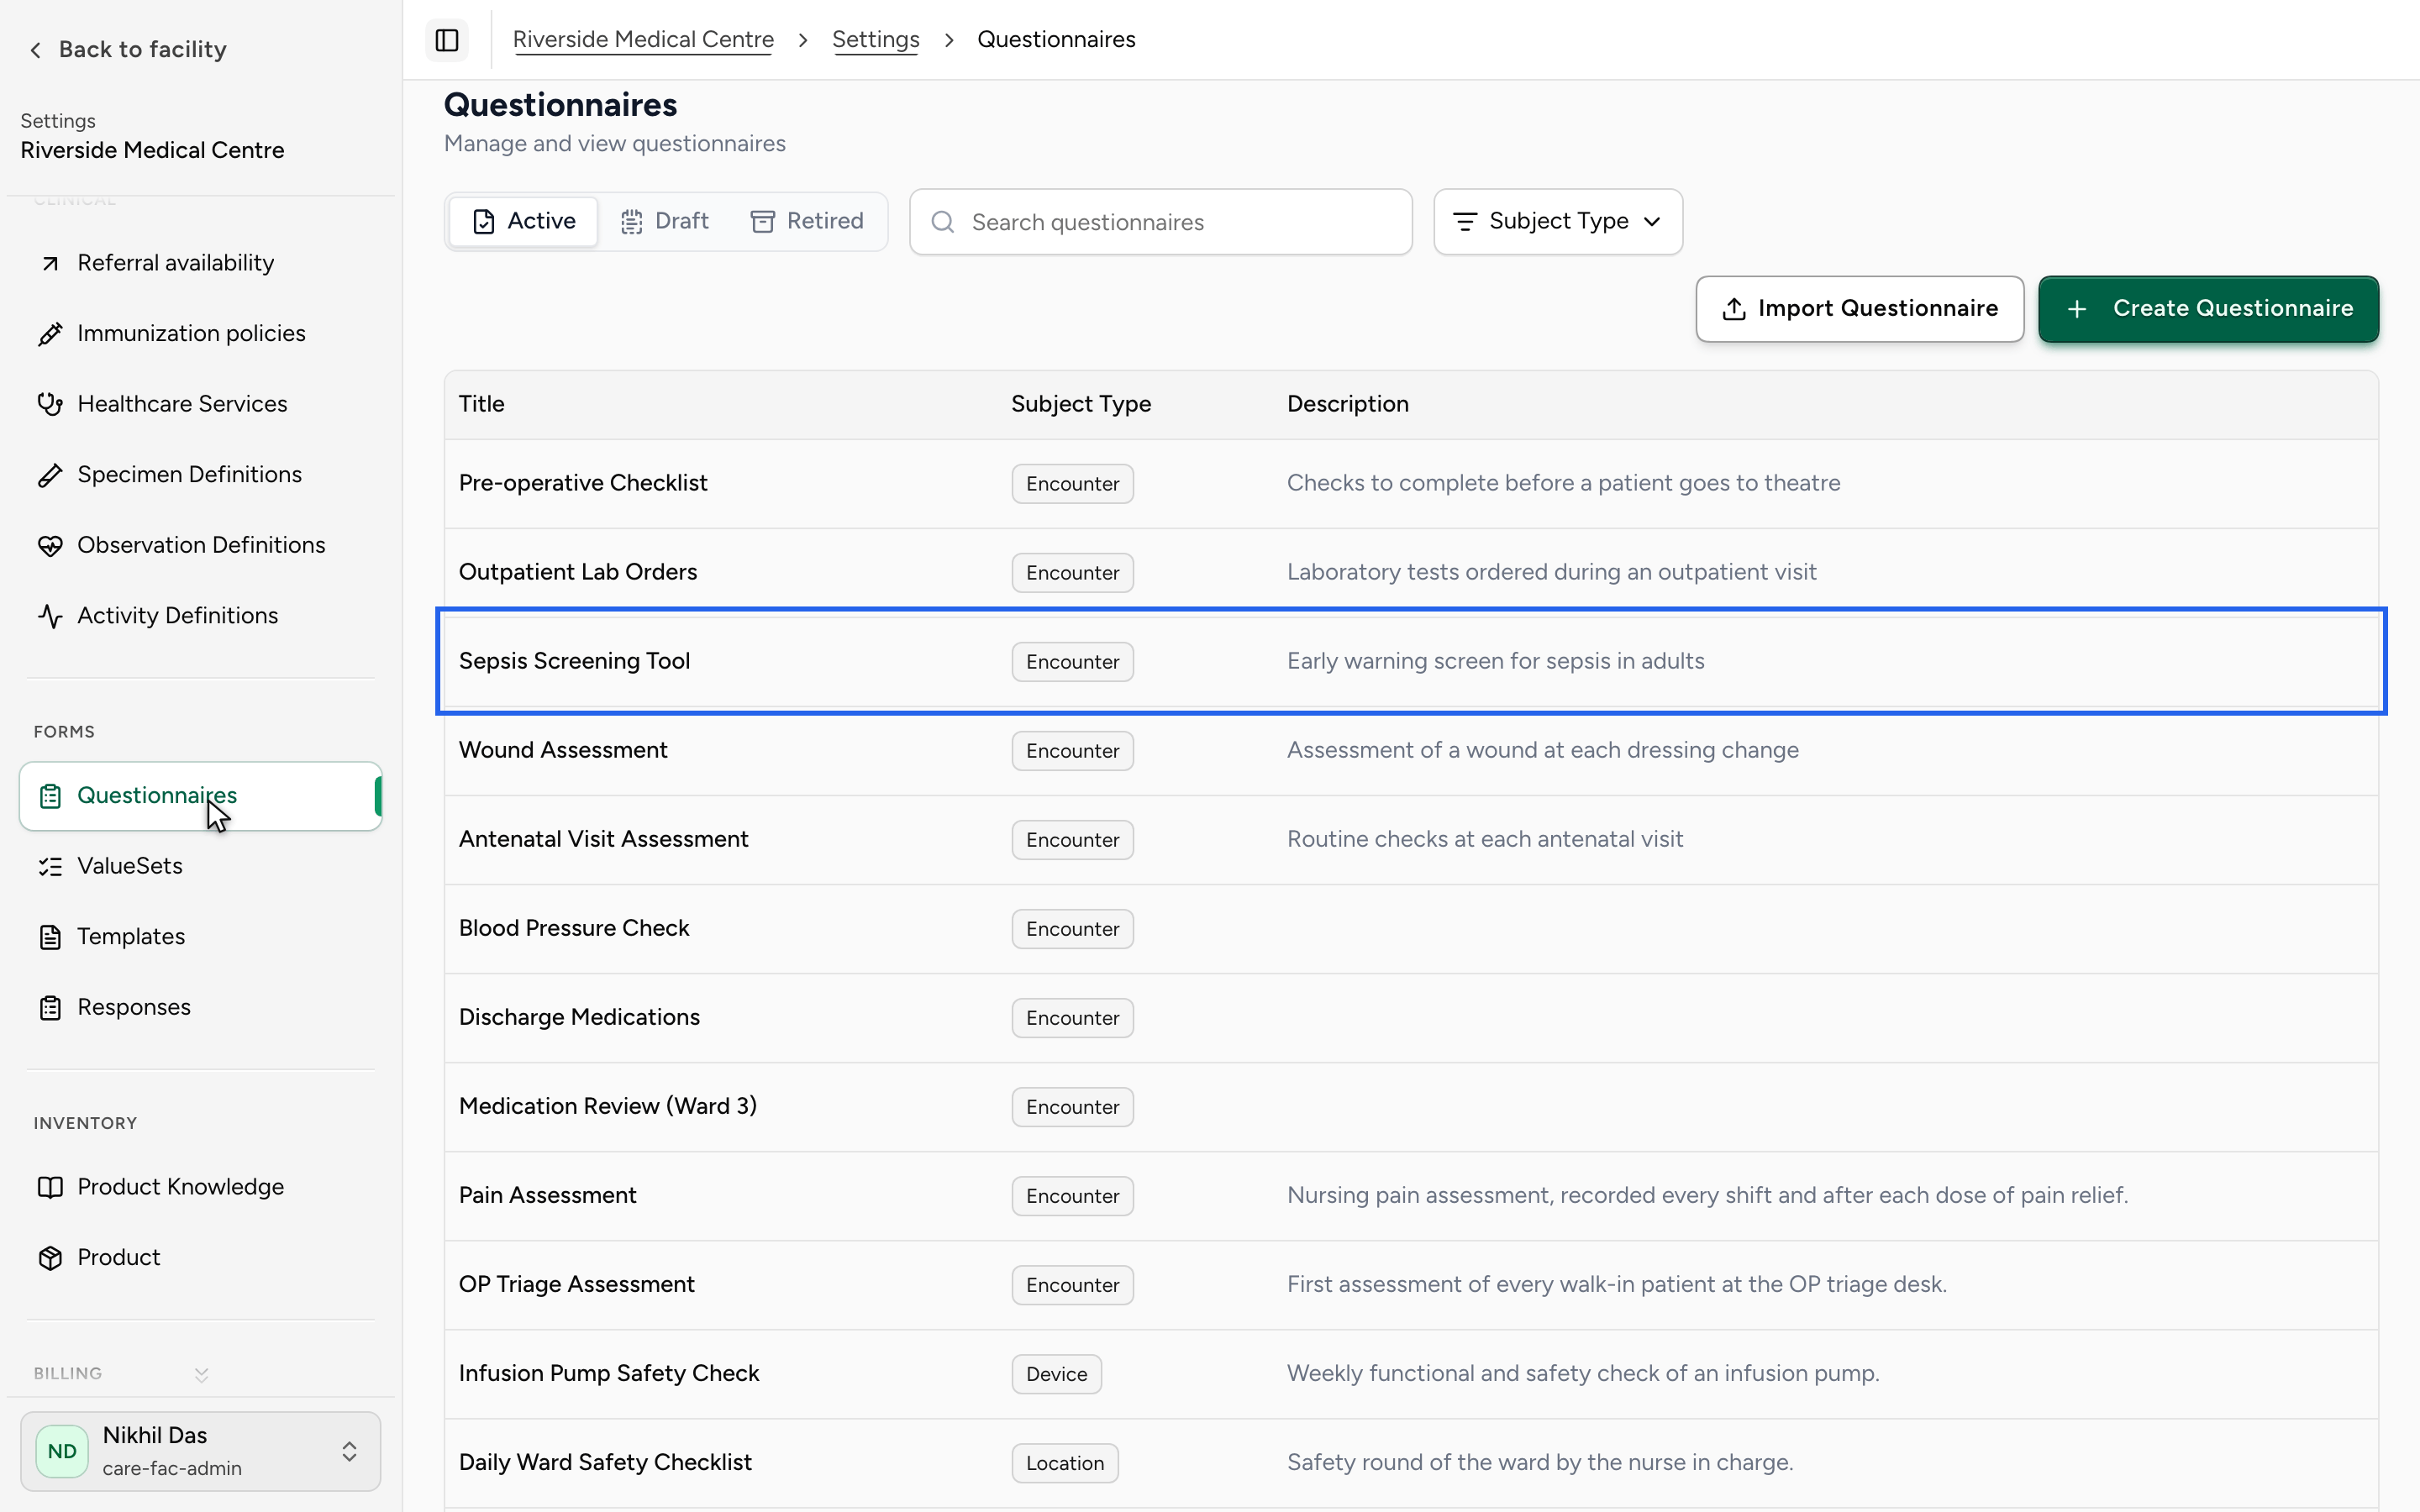 Back to facility
Settings
Riverside Medical Centre
CLINICAL
Referral availability
Immunization policies
Healthcare Services
Specimen Definitions
Observation Definitions
Activity Definitions
FORMS
Questionnaires
ValueSets
Templates
Responses
INVENTORY
Product Knowledge
Product
BILLING
ND
Nikhil Das
care-fac-admin
Riverside Medical Centre > Settings > Questionnaires
Questionnaires
Manage and view questionnaires
Active Draft Retired Search questionnaires Subject Type
Import Questionnaire + Create Questionnaire
Title Subject Type Description
Pre-operative Checklist Encounter Checks to complete before a patient goes to theatre
Outpatient Lab Orders Encounter Laboratory tests ordered during an outpatient visit
Sepsis Screening Tool Encounter Early warning screen for sepsis in adults
Wound Assessment Encounter Assessment of a wound at each dressing change
Antenatal Visit Assessment Encounter Routine checks at each antenatal visit
Blood Pressure Check Encounter
Discharge Medications Encounter
Medication Review (Ward 3) Encounter
Pain Assessment Encounter Nursing pain assessment, recorded every shift and after each dose of pain relief.
OP Triage Assessment Encounter First assessment of every walk-in patient at the OP triage desk.
Infusion Pump Safety Check Device Weekly functional and safety check of an infusion pump.
Daily Ward Safety Checklist Location Safety round of the ward by the nurse in charge.